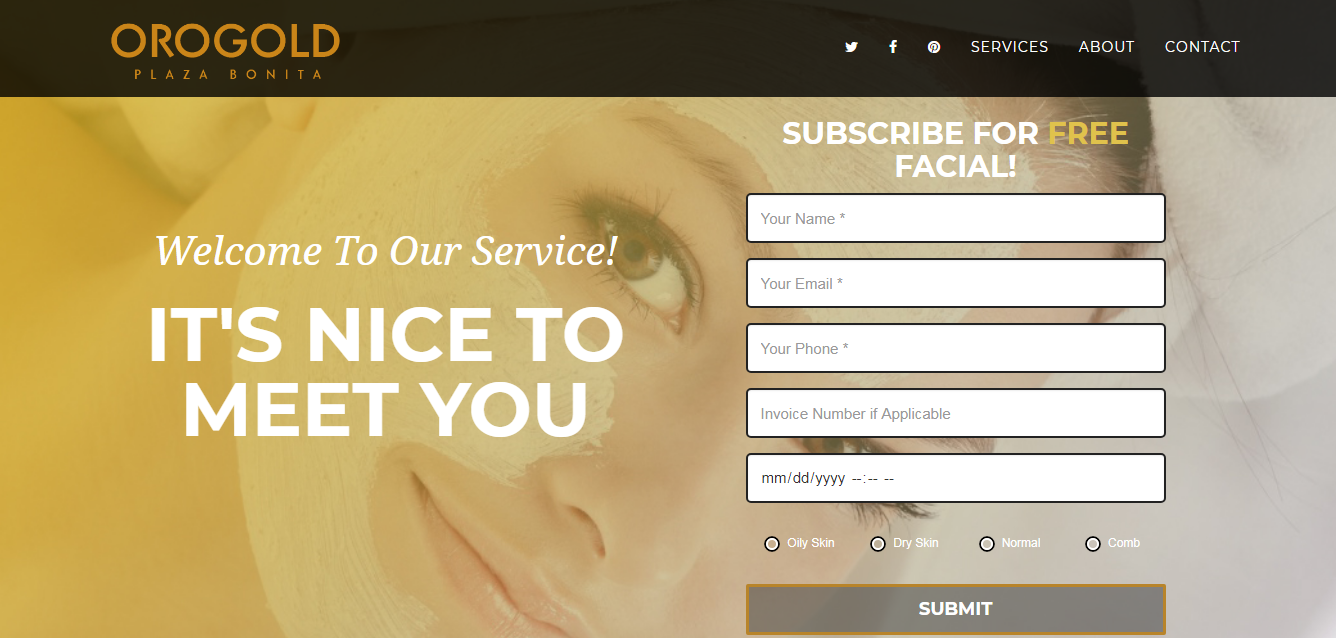 OROGOLD
PLAZA BONITA
SERVICES ABOUT CONTACT
Welcome To Our Service!
IT'S NICE TO
MEET YOU
SUBSCRIBE FOR FREE
FACIAL!
Your Name *
Your Email *
Your Phone *
Invoice Number if Applicable
mm/dd/yyyy --:-- --
Oily Skin Dry Skin Normal Comb
SUBMIT